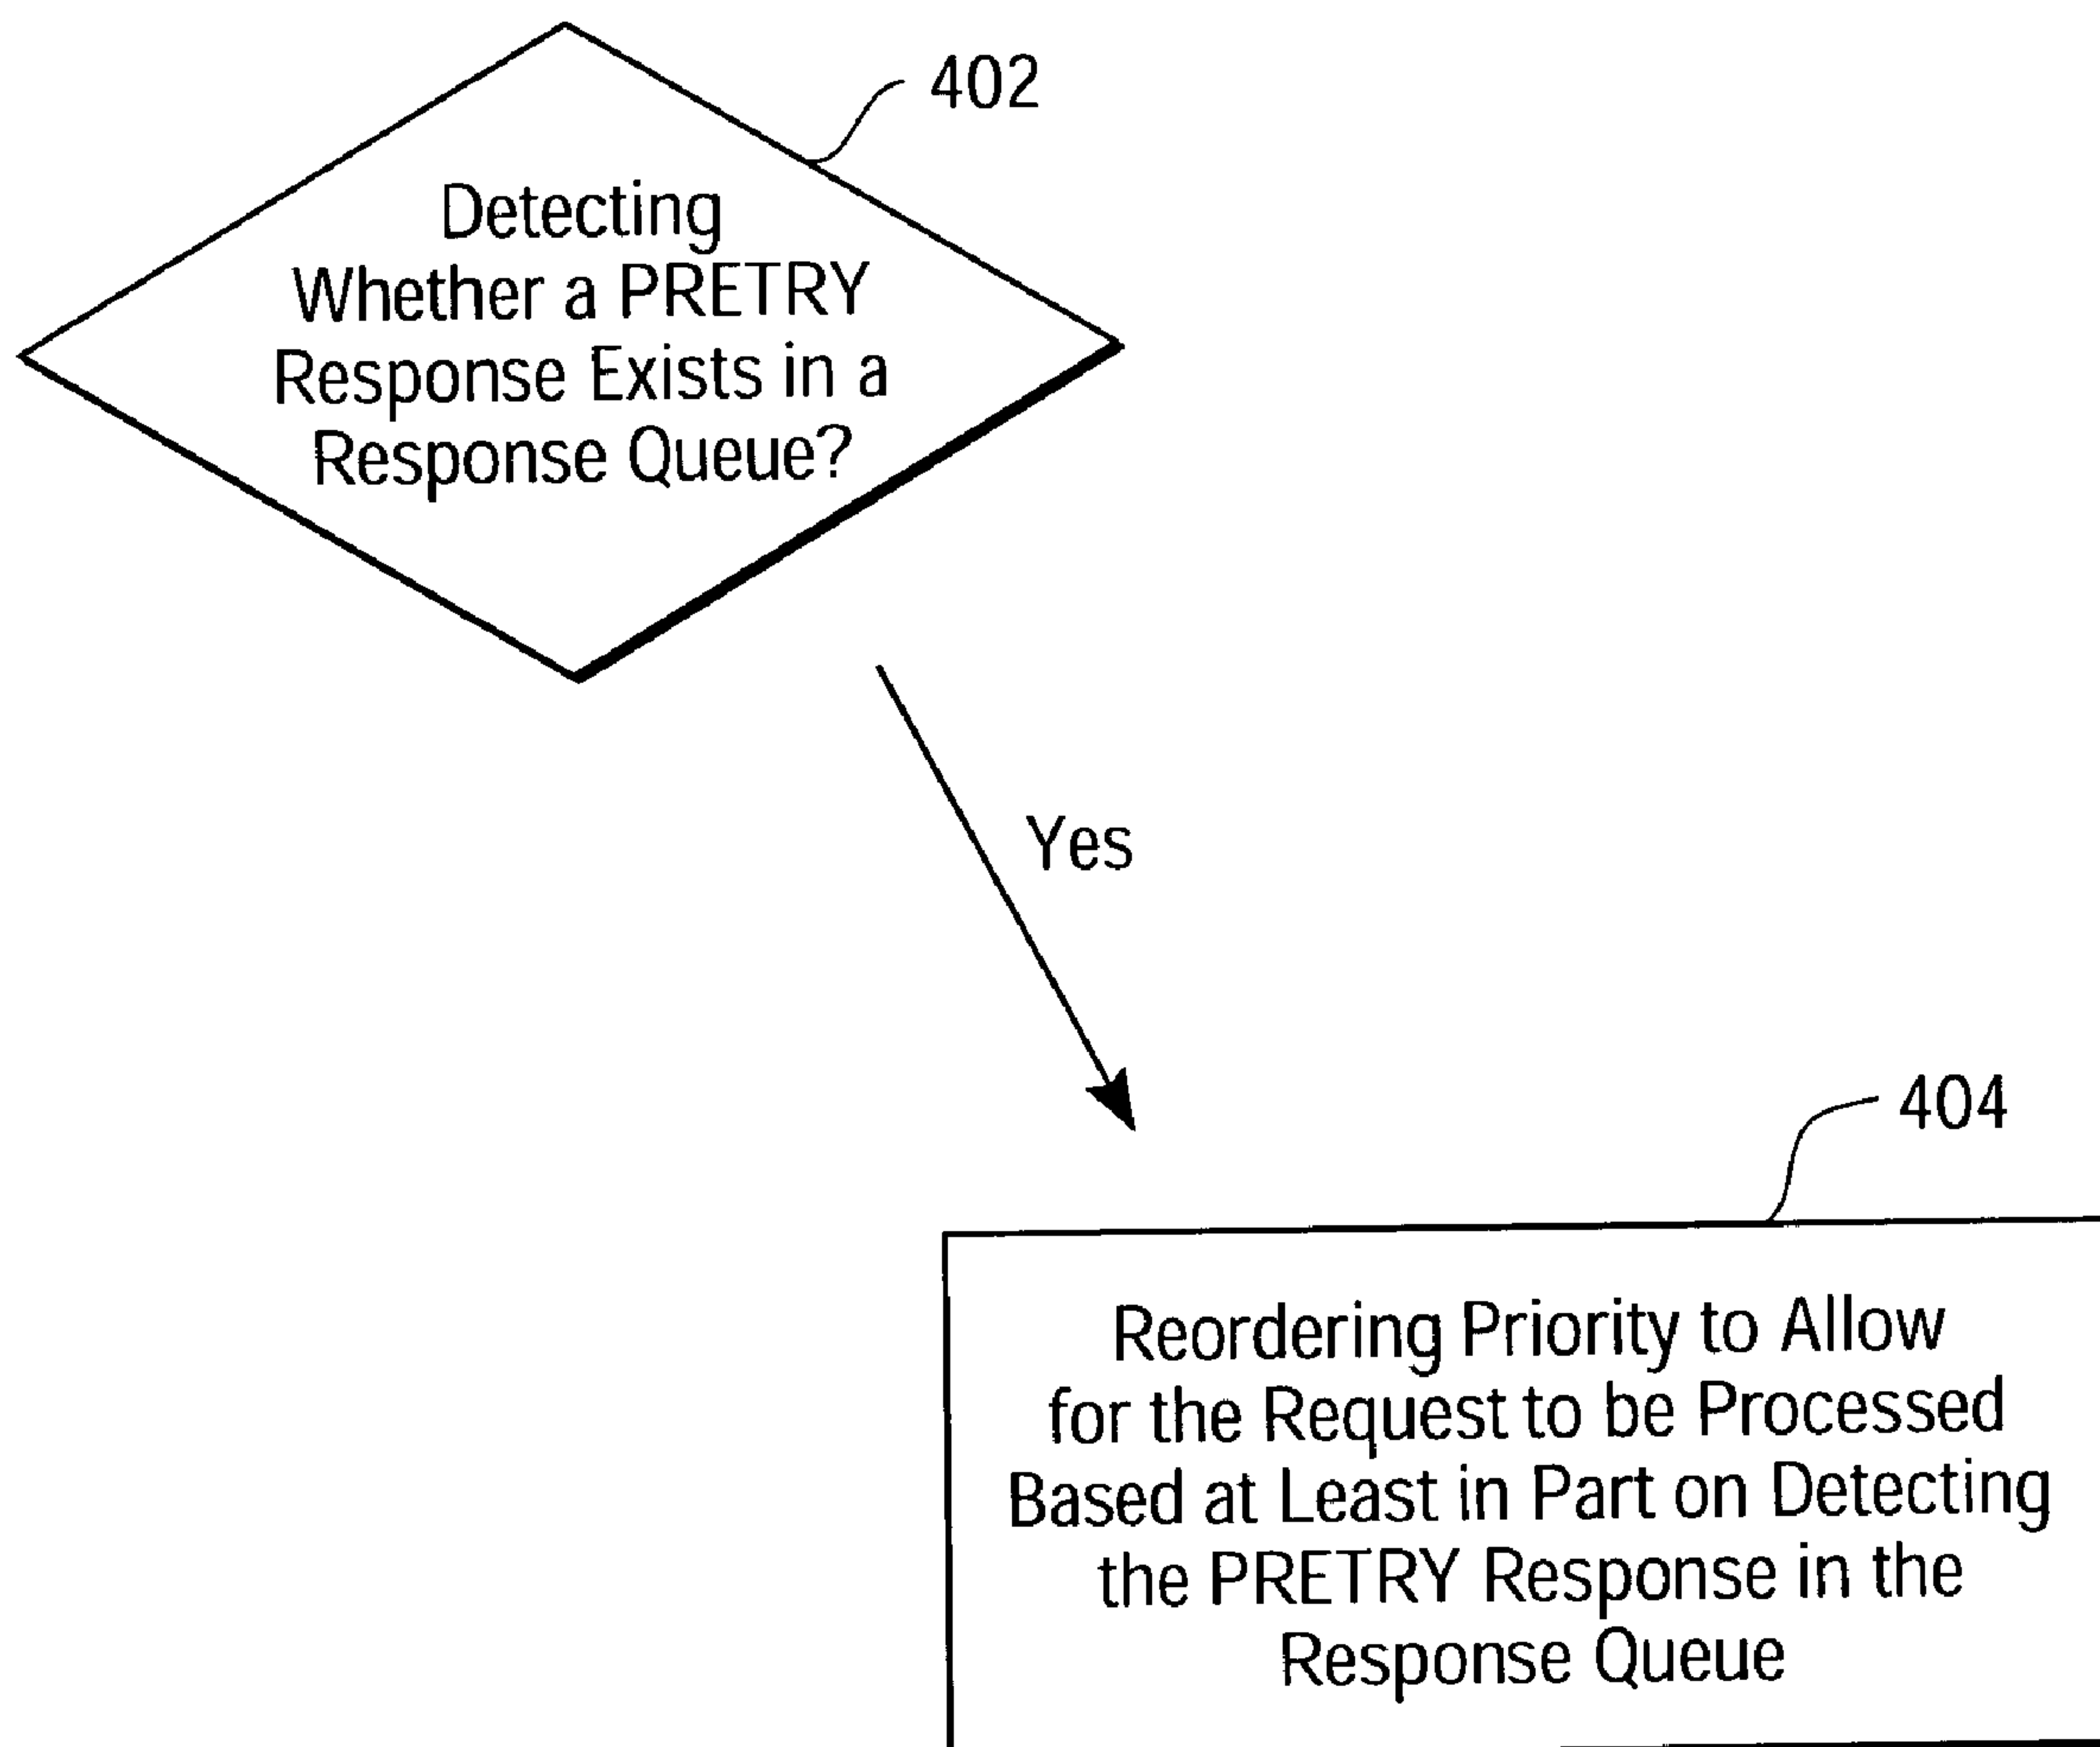 402
Detecting
Whether a PRETRY
Response Exists in a
Response Queue?
Yes
404
Reordering Priority to Allow
for the Request to be Processed
Based at Least in Part on Detecting
the PRETRY Response in the
Response Queue